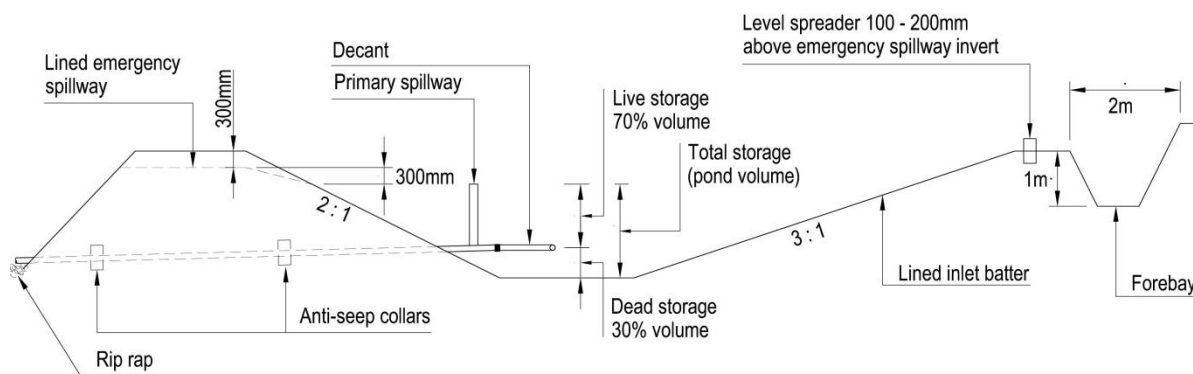 Lined emergency
spillway
300mm
Decant
Primary spillway
300mm
2 : 1
Live storage
70% volume
Total storage
(pond volume)
Dead storage
30% volume
Level spreader 100 - 200mm
above emergency spillway invert
2m
1m
3 : 1
Lined inlet batter
Forebay
Anti-seep collars
Rip rap